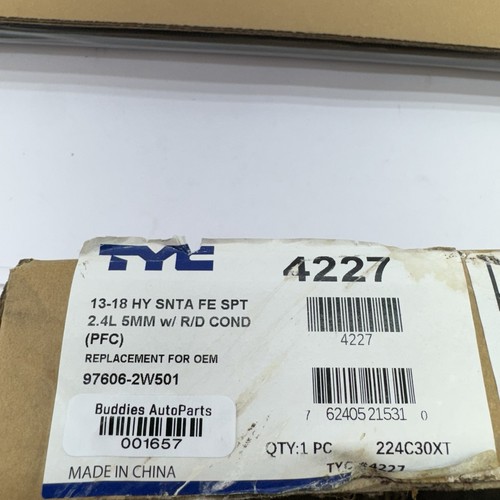 TYC 4227
13-18 HY SNTA FE SPT
2.4L 5MM w/ R/D COND
(PFC)
REPLACEMENT FOR OEM
97606-2W501
4227
7 62405 21531 0
Buddies AutoParts
001657
QTY:1 PC 224C30XT
MADE IN CHINA